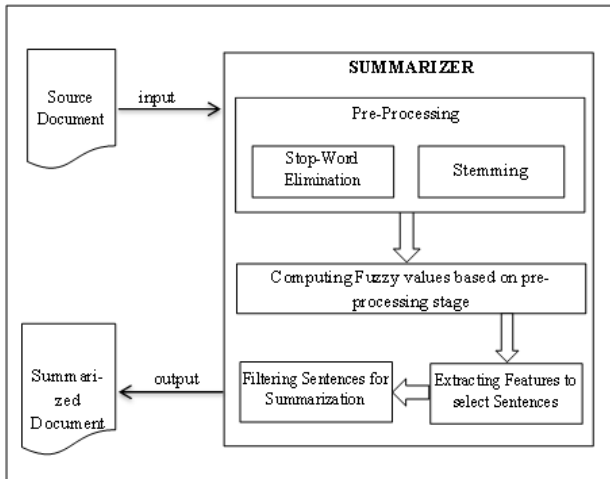 SUMMARIZER
Source
Document
input
Pre-Processing
Stop-Word
Elimination
Stemming
Computing Fuzzy values based on pre-
processing stage
Extracting Features to
select Sentences
Filtering Sentences for
Summarization
output
Summari-
zed
Document